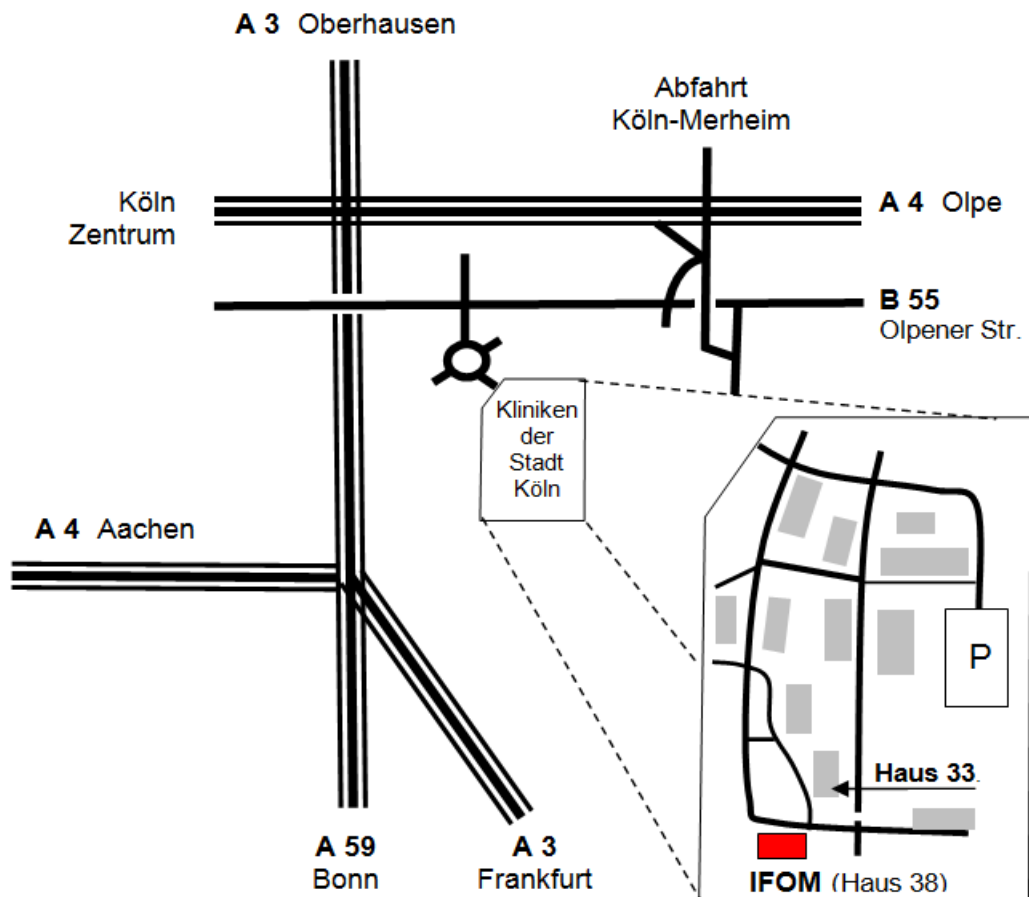 A 3 Oberhausen
Abfahrt
Köln-Merheim
Köln
Zentrum
A 4 Olpe
B 55
Olpener Str.
Kliniken
der
Stadt
Köln
A 4 Aachen
P
Haus 33.
A 59
Bonn
A 3
Frankfurt
IFOM (Haus 38)